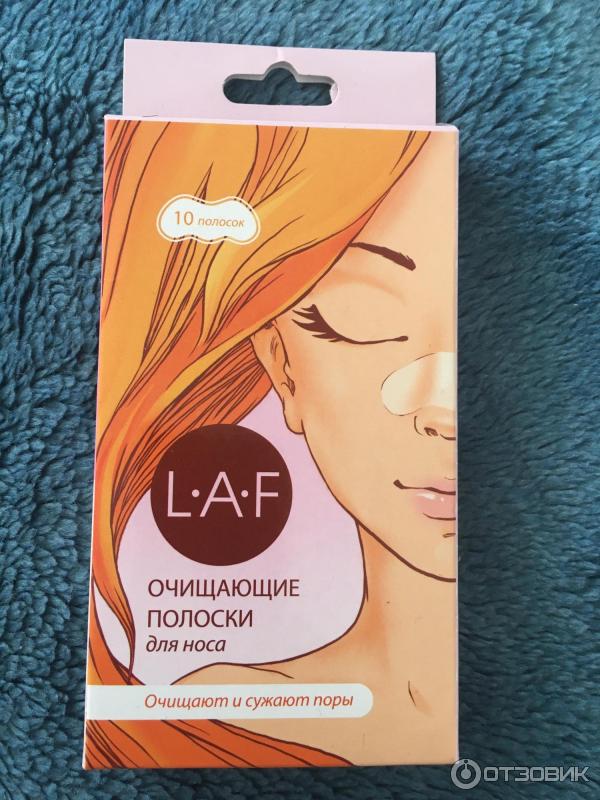 10 полосок
L·A·F
ОЧИЩАЮЩИЕ
ПОЛОСКИ
для носа
Очищают и сужают поры
ОТЗОВИК